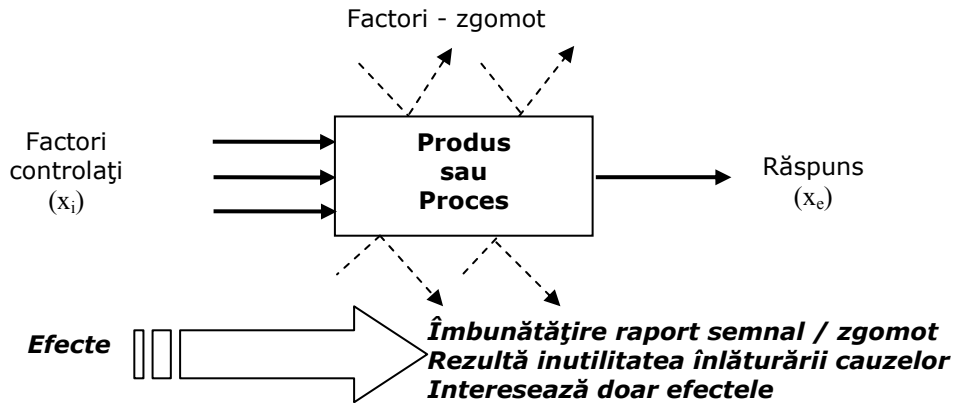 Factori - zgomot
Factori
controlaţi
(xi)
Produs
sau
Proces
Răspuns
(xe)
Efecte
Îmbunătăţire raport semnal / zgomot
Rezultă inutilitatea înlăturării cauzelor
Interesează doar efectele